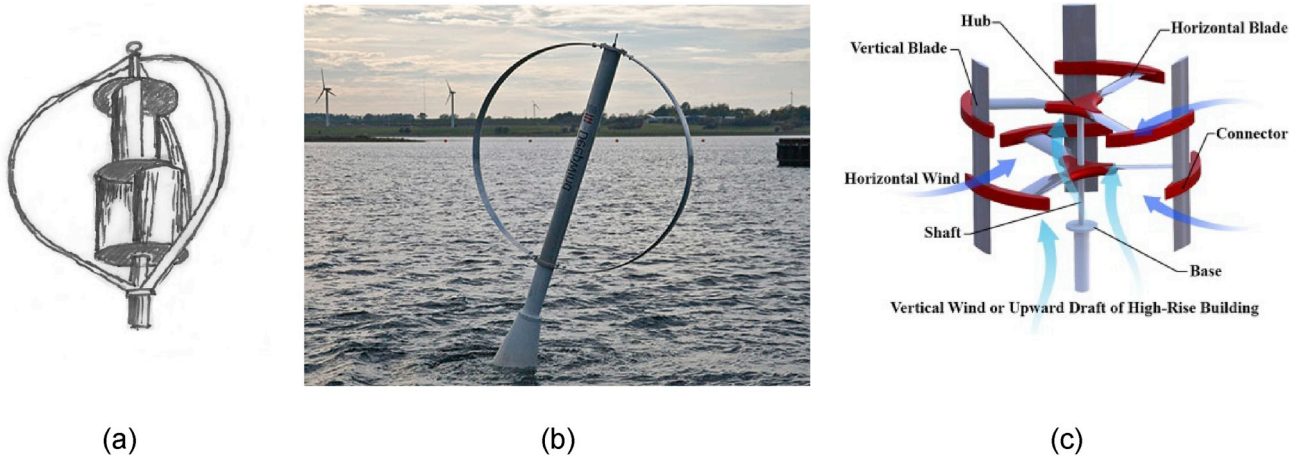 Hub
Horizontal Blade
Vertical Blade
Connector
Horizontal Wind
Shaft
Base
Vertical Wind or Upward Draft of High-Rise Building
DeepWind
(a)
(b)
(c)